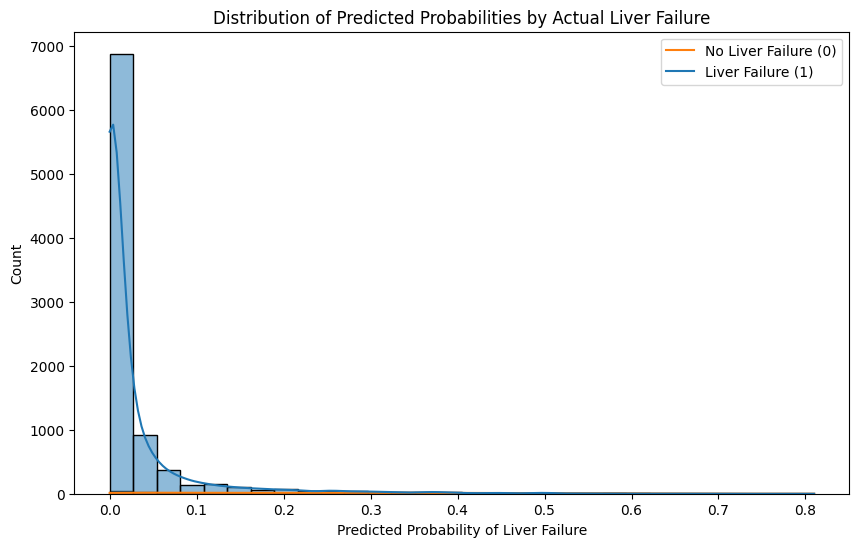 Distribution of Predicted Probabilities by Actual Liver Failure
No Liver Failure (0)
Liver Failure (1)
Count
7000
6000
5000
4000
3000
2000
1000
0
0.0 0.1 0.2 0.3 0.4 0.5 0.6 0.7 0.8
Predicted Probability of Liver Failure